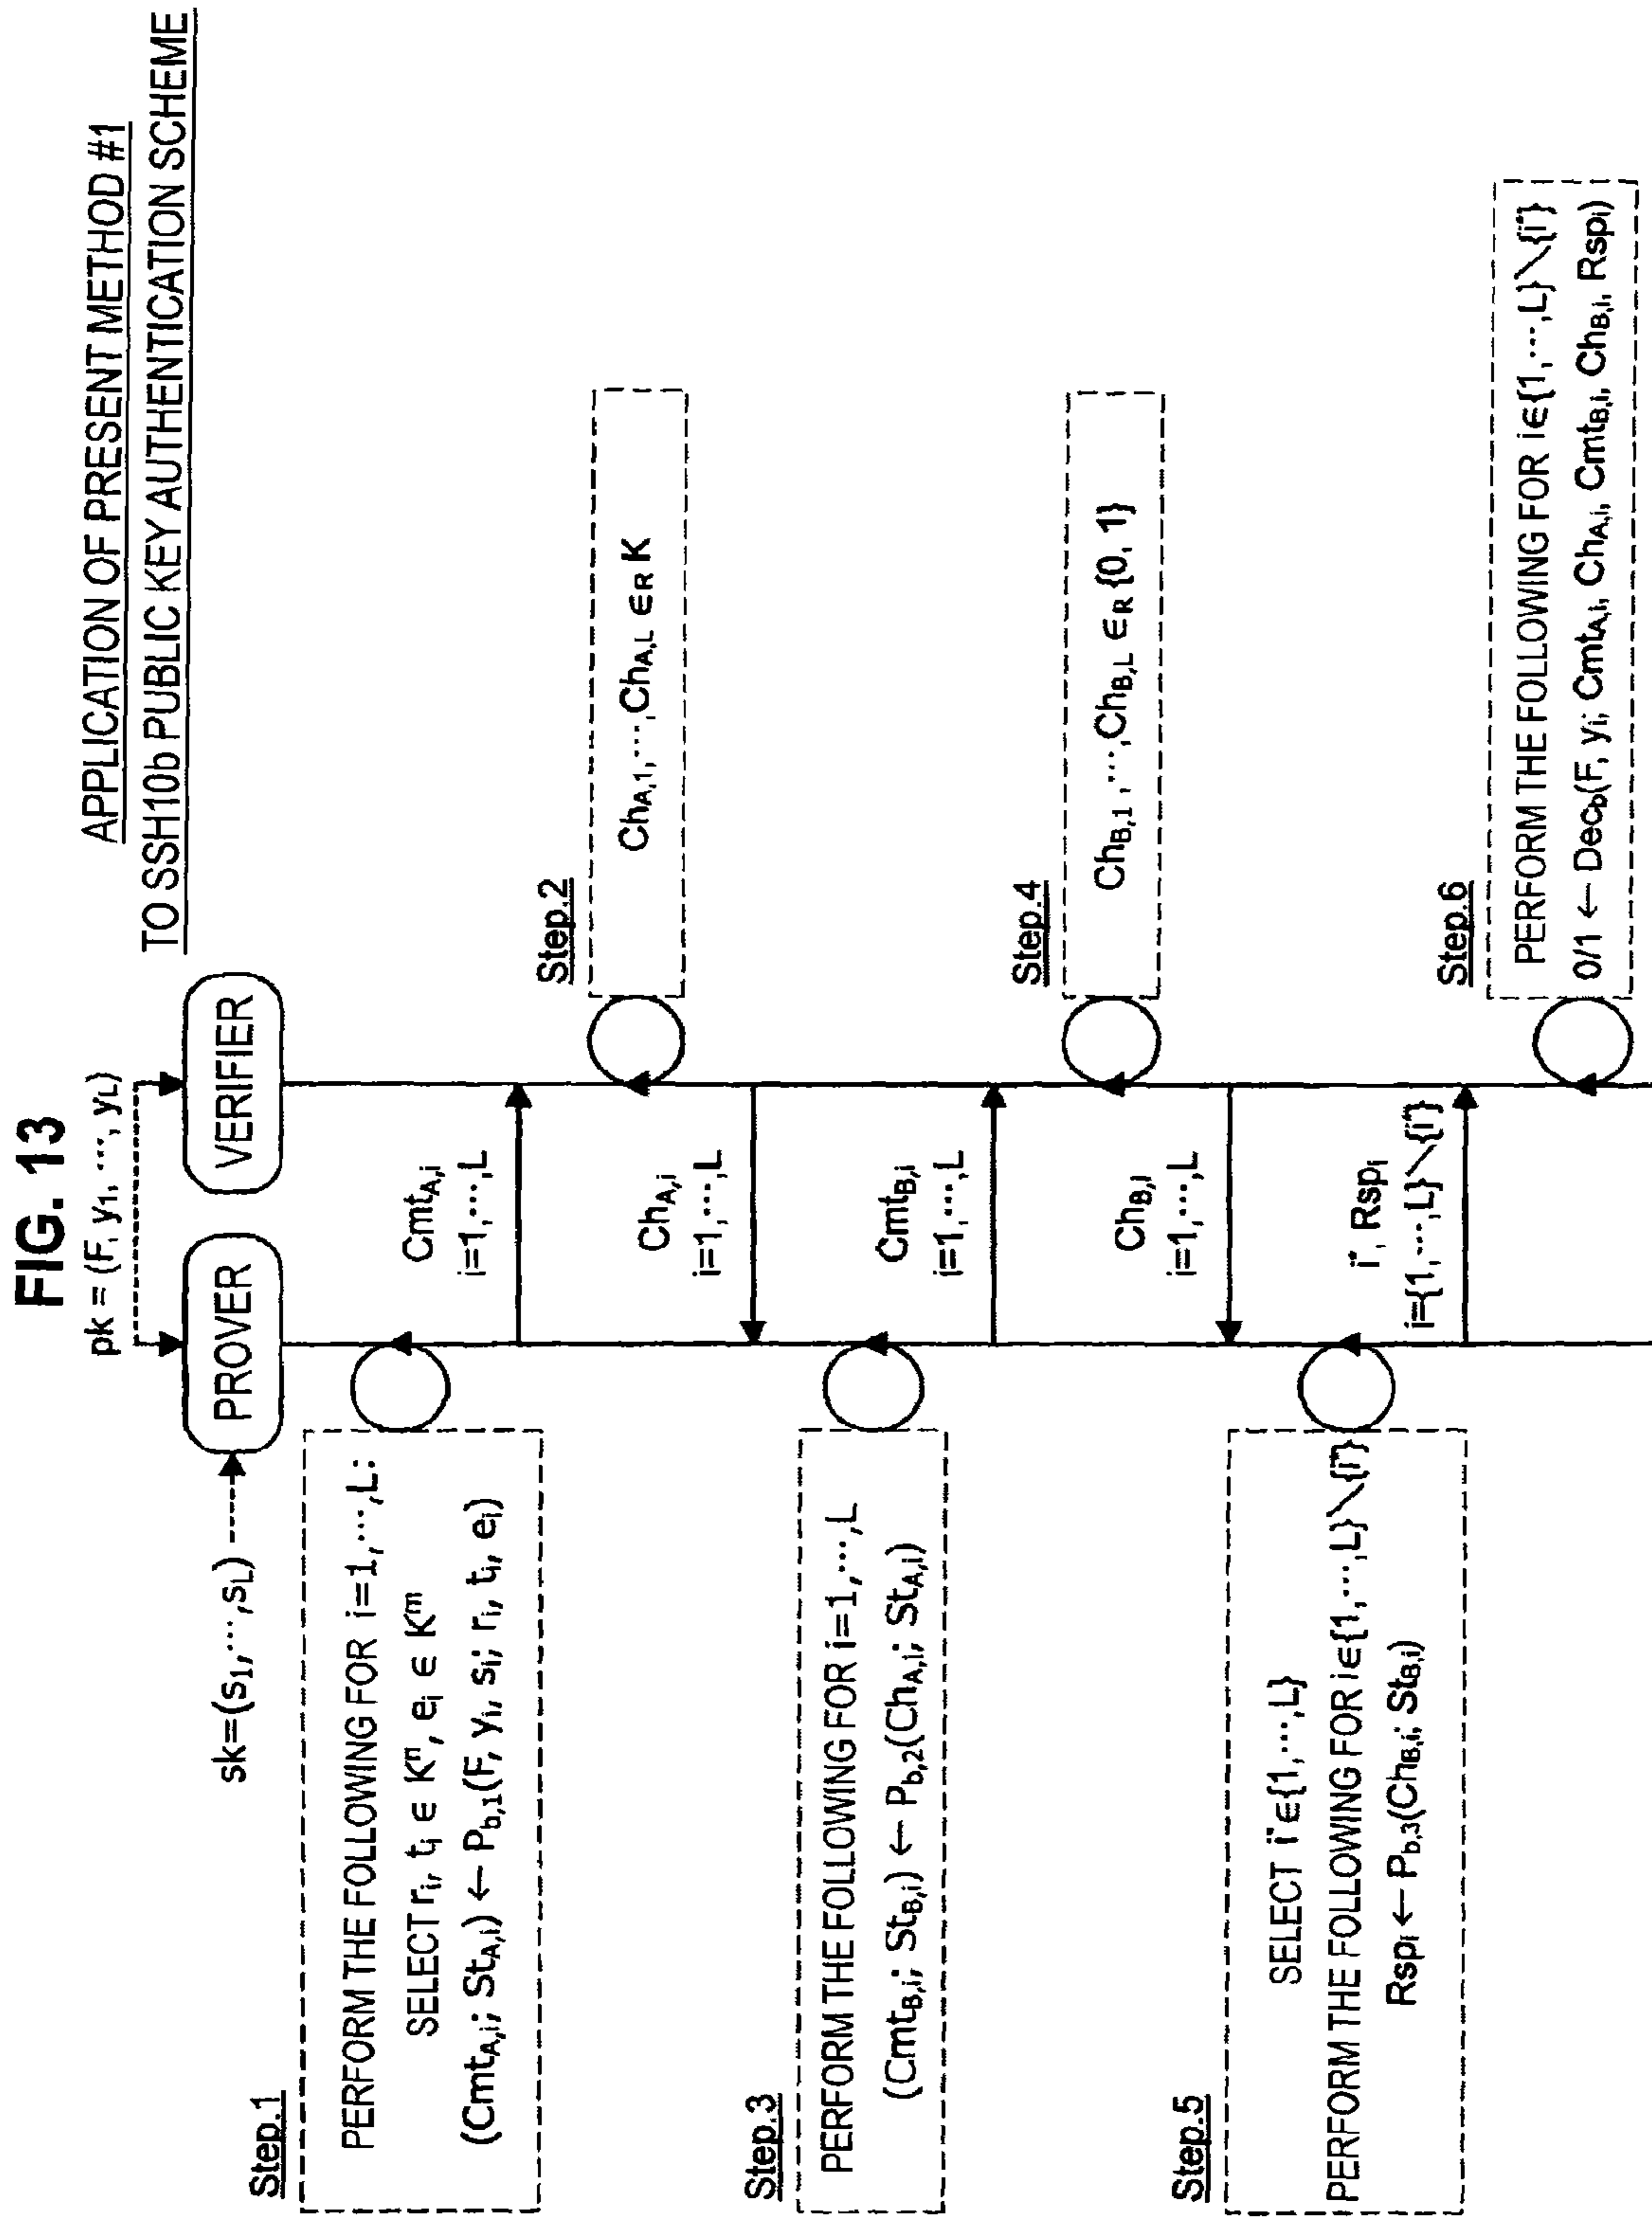 FIG. 13
APPLICATION OF PRESENT METHOD #1
TO SSH10b PUBLIC KEY AUTHENTICATION SCHEME
pk = (F, y1, ···, yL)
sk=(s1,···,sL)
PROVER
VERIFIER
Step.1
PERFORM THE FOLLOWING FOR i=1,···,L:
SELECT ri, ti ∈ Kn, ei ∈ Km
(CmtA,i; StA,i) ← Pb,1(F, yi, si; ri, ti, ei)
CmtA,i
i=1,···,L
Step.2
ChA,1,···,ChA,L ∈R K
ChA,i
i=1,···,L
Step.3
PERFORM THE FOLLOWING FOR i=1,···,L
(CmtB,i; StB,i) ← Pb,2(ChA,i; StA,i)
CmtB,i
i=1,···,L
Step.4
ChB,1,···,ChB,L ∈R {0, 1}
ChB,i
i=1,···,L
Step.5
SELECT i*∈{1,···,L}
PERFORM THE FOLLOWING FOR i∈{1,···,L}\{i*}
Rspi ← Pb,3(ChB,i; StB,i)
i*, Rspi
i={1,···,L}\{i*}
Step.6
PERFORM THE FOLLOWING FOR i∈{1,···,L}\{i*}
0/1 ← Decb(F, yi; CmtA,i, ChA,i, CmtB,i, ChB,i, Rspi)